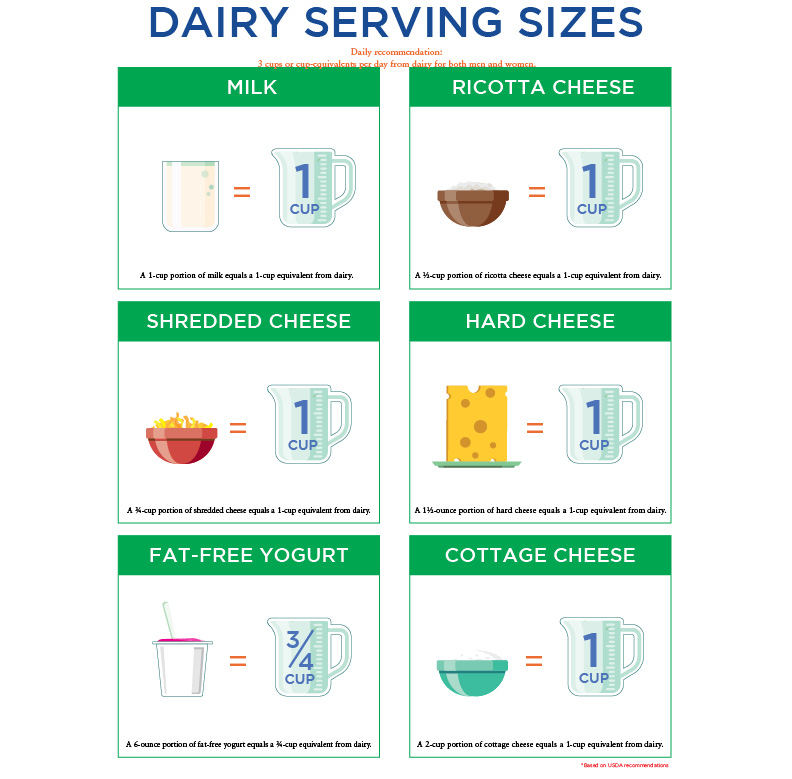 DAIRY SERVING SIZES
Daily recommendation:
3 cups or cup-equivalents per day from dairy for both men and women.
MILK
=
1
CUP
A 1-cup portion of milk equals a 1-cup equivalent from dairy.
RICOTTA CHEESE
=
1
CUP
A ½-cup portion of ricotta cheese equals a 1-cup equivalent from dairy.
SHREDDED CHEESE
=
1
CUP
A ¾-cup portion of shredded cheese equals a 1-cup equivalent from dairy.
HARD CHEESE
=
1
CUP
A 1½-ounce portion of hard cheese equals a 1-cup equivalent from dairy.
FAT-FREE YOGURT
=
3/4
CUP
A 6-ounce portion of fat-free yogurt equals a ¾-cup equivalent from dairy.
COTTAGE CHEESE
=
1
CUP
A 2-cup portion of cottage cheese equals a 1-cup equivalent from dairy.
*Based on USDA recommendations